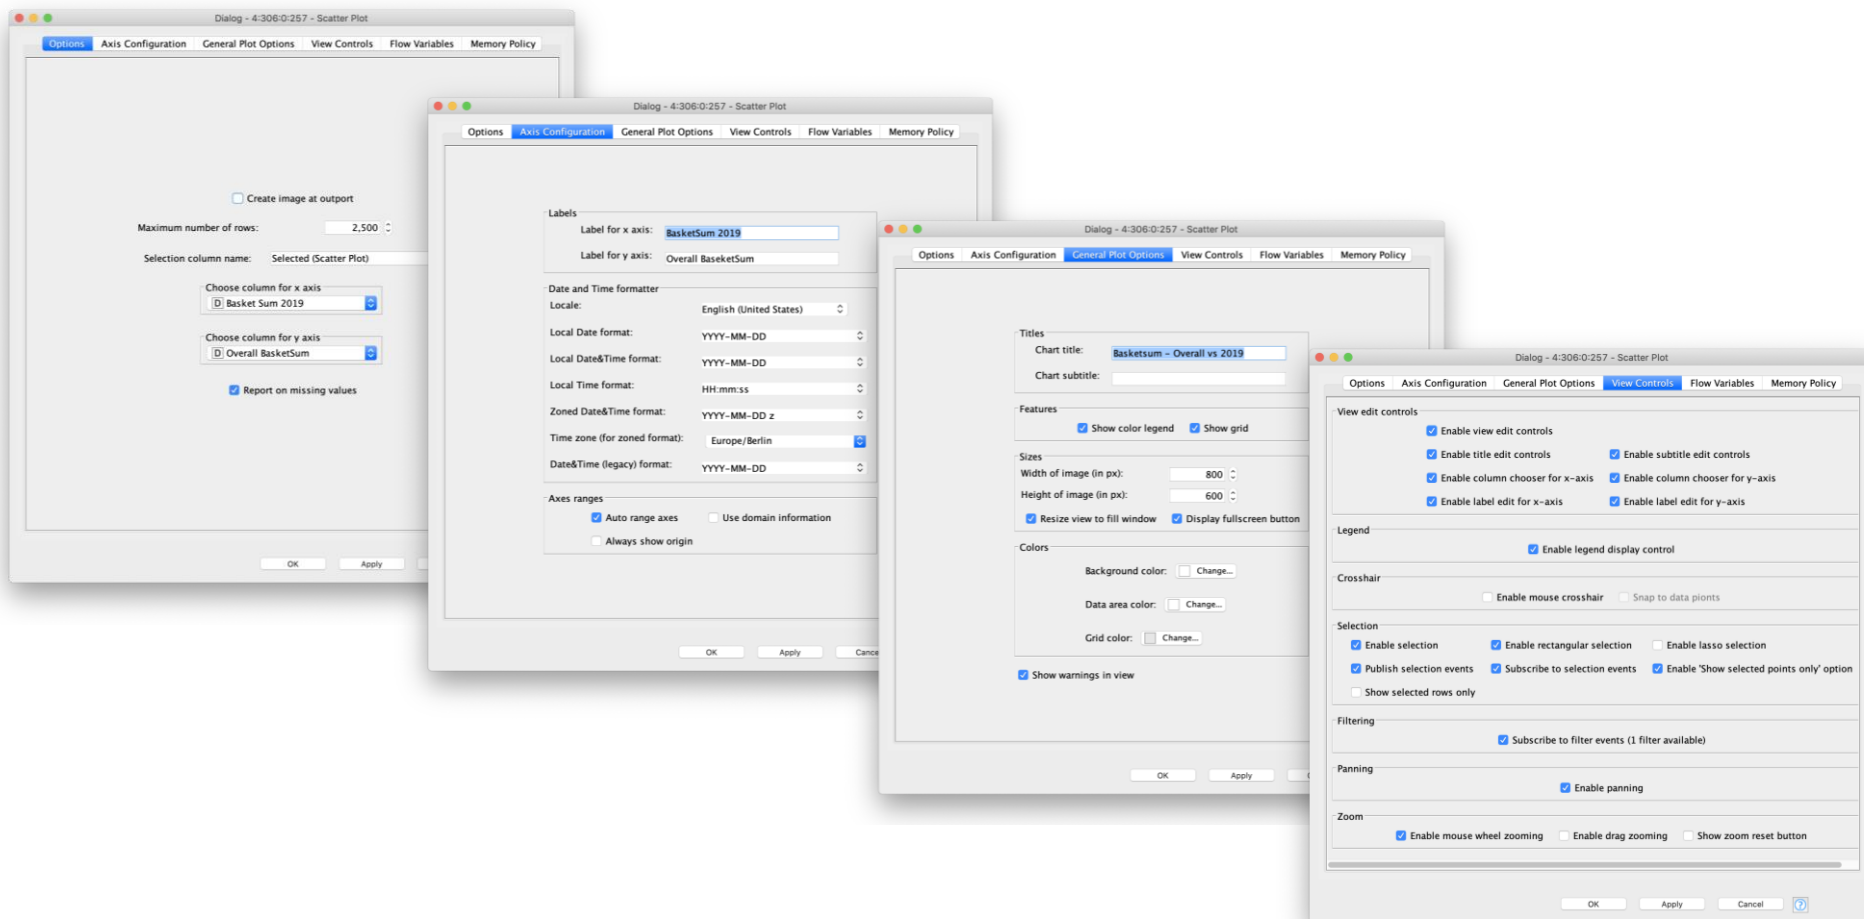 Dialog - 4:306:0:257 - Scatter Plot
Options Axis Configuration General Plot Options View Controls Flow Variables Memory Policy
Create image at outport
Maximum number of rows: 2,500
Selection column name: Selected (Scatter Plot)
Choose column for x axis
D Basket Sum 2019
Choose column for y axis
D Overall BasketSum
Report on missing values
OK Apply
Dialog - 4:306:0:257 - Scatter Plot
Options Axis Configuration General Plot Options View Controls Flow Variables Memory Policy
Labels
Label for x axis: BasketSum 2019
Label for y axis: Overall BaseketSum
Date and Time formatter
Locale: English (United States)
Local Date format: YYYY-MM-DD
Local Date&Time format: YYYY-MM-DD
Local Time format: HH:mm:ss
Zoned Date&Time format: YYYY-MM-DD z
Time zone (for zoned format): Europe/Berlin
Date&Time (legacy) format: YYYY-MM-DD
Axes ranges
Auto range axes Use domain information
Always show origin
OK Apply Cance
Dialog - 4:306:0:257 - Scatter Plot
Options Axis Configuration General Plot Options View Controls Flow Variables Memory Policy
Titles
Chart title: Basketsum - Overall vs 2019
Chart subtitle:
Features
Show color legend Show grid
Sizes
Width of image (in px): 800
Height of image (in px): 600
Resize view to fill window Display fullscreen button
Colors
Background color: Change...
Data area color: Change...
Grid color: Change...
Show warnings in view
OK Apply
Dialog - 4:306:0:257 - Scatter Plot
Options Axis Configuration General Plot Options View Controls Flow Variables Memory Policy
View edit controls
Enable view edit controls
Enable title edit controls Enable subtitle edit controls
Enable column chooser for x-axis Enable column chooser for y-axis
Enable label edit for x-axis Enable label edit for y-axis
Legend
Enable legend display control
Crosshair
Enable mouse crosshair Snap to data pionts
Selection
Enable selection Enable rectangular selection Enable lasso selection
Publish selection events Subscribe to selection events Enable 'Show selected points only' option
Show selected rows only
Filtering
Subscribe to filter events (1 filter available)
Panning
Enable panning
Zoom
Enable mouse wheel zooming Enable drag zooming Show zoom reset button
OK Apply Cancel ?